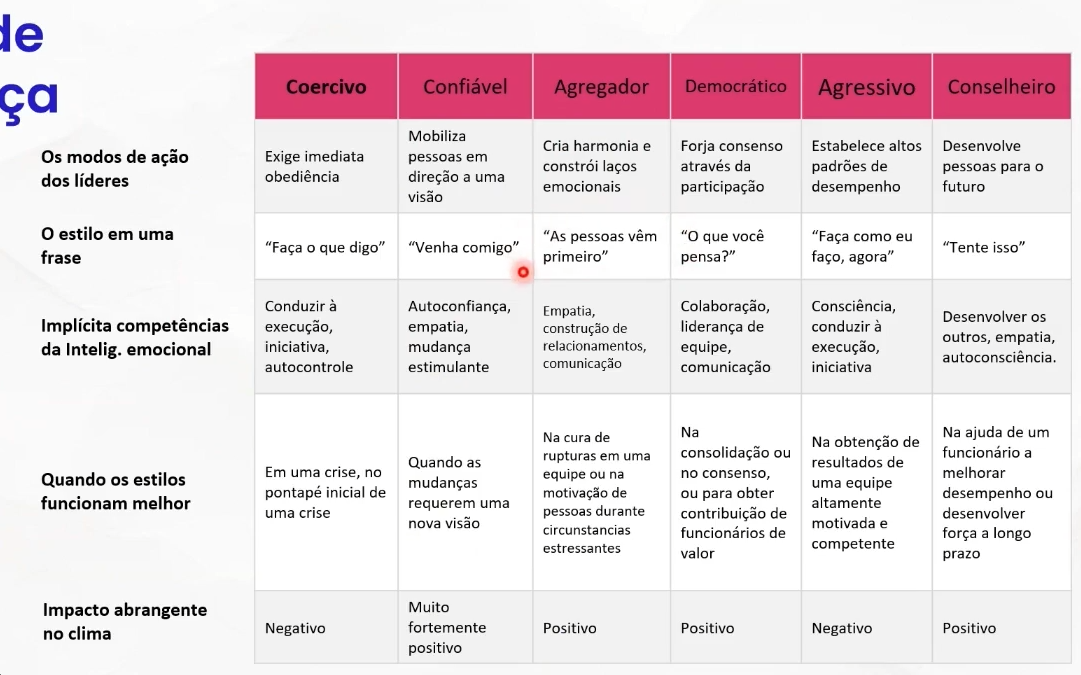 de
ça
Coercivo Confiável Agregador Democrático Agressivo Conselheiro
Os modos de ação
dos líderes
Exige imediata
obediência
Mobiliza
pessoas em
direção a uma
visão
Cria harmonia e
constrói laços
emocionais
Forja consenso
através da
participação
Estabelece altos
padrões de
desempenho
Desenvolve
pessoas para o
futuro
O estilo em uma
frase
“Faça o que digo”
“Venha comigo”
“As pessoas vêm
primeiro”
“O que você
pensa?”
“Faça como eu
faço, agora”
“Tente isso”
Implícita competências
da Intelig. emocional
Conduzir à
execução,
iniciativa,
autocontrole
Autoconfiança,
empatia,
mudança
estimulante
Empatia,
construção de
relacionamentos,
comunicação
Colaboração,
liderança de
equipe,
comunicação
Consciência,
conduzir à
execução,
iniciativa
Desenvolver os
outros, empatia,
autoconsciência.
Quando os estilos
funcionam melhor
Em uma crise, no
pontapé inicial de
uma crise
Quando as
mudanças
requerem uma
nova visão
Na cura de
rupturas em uma
equipe ou na
motivação de
pessoas durante
circunstancias
estressantes
Na
consolidação ou
no consenso,
ou para obter
contribuição de
funcionários de
valor
Na obtenção de
resultados de
uma equipe
altamente
motivada e
competente
Na ajuda de um
funcionário a
melhorar
desempenho ou
desenvolver
força a longo
prazo
Impacto abrangente
no clima
Negativo
Muito
fortemente
positivo
Positivo
Positivo
Negativo
Positivo